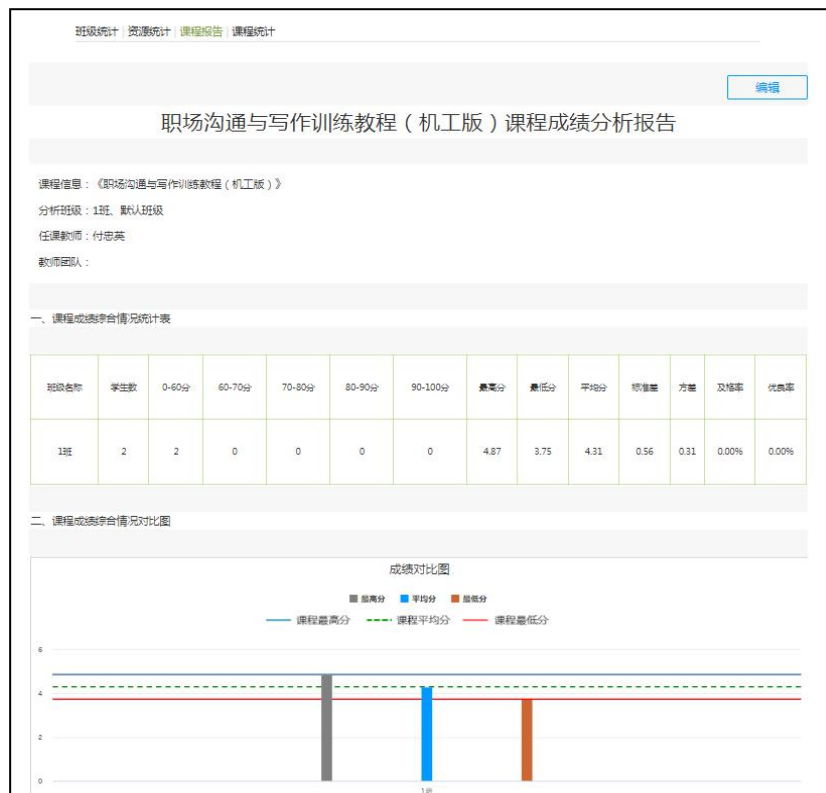 班级统计 | 资源统计 | 课程报告 | 课程统计
编辑
职场沟通与写作训练教程（机工版）课程成绩分析报告
课程信息：《职场沟通与写作训练教程（机工版）》
分析班级：1班、默认班级
任课教师：付忠英
教师团队：
一、课程成绩综合情况统计表
班级名称 学生数 0-60分 60-70分 70-80分 80-90分 90-100分 最高分 最低分 平均分 标准差 方差 及格率 优良率
1班 2 2 0 0 0 0 4.87 3.75 4.31 0.56 0.31 0.00% 0.00%
二、课程成绩综合情况对比图
成绩对比图
最高分 平均分 最低分
课程最高分 课程平均分 课程最低分
6
4
2
0
1班